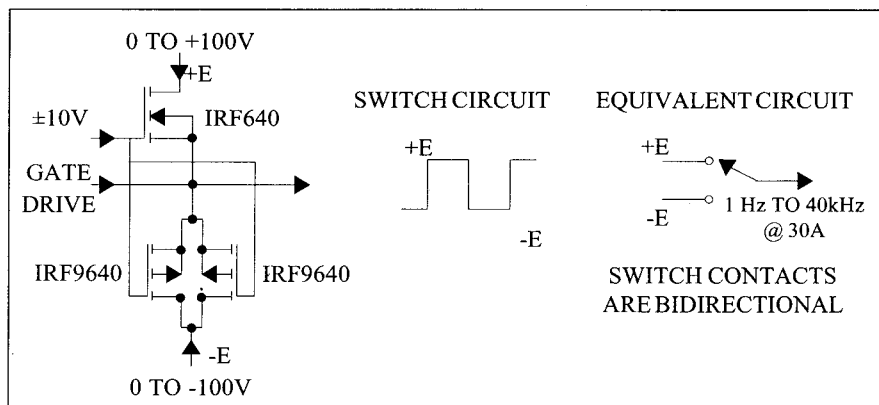 0 TO +100V
+E
IRF640
±10V
GATE
DRIVE
IRF9640
IRF9640
-E
0 TO -100V
SWITCH CIRCUIT
+E
-E
EQUIVALENT CIRCUIT
+E
-E
1 Hz TO 40kHz
@ 30A
SWITCH CONTACTS
ARE BIDIRECTIONAL